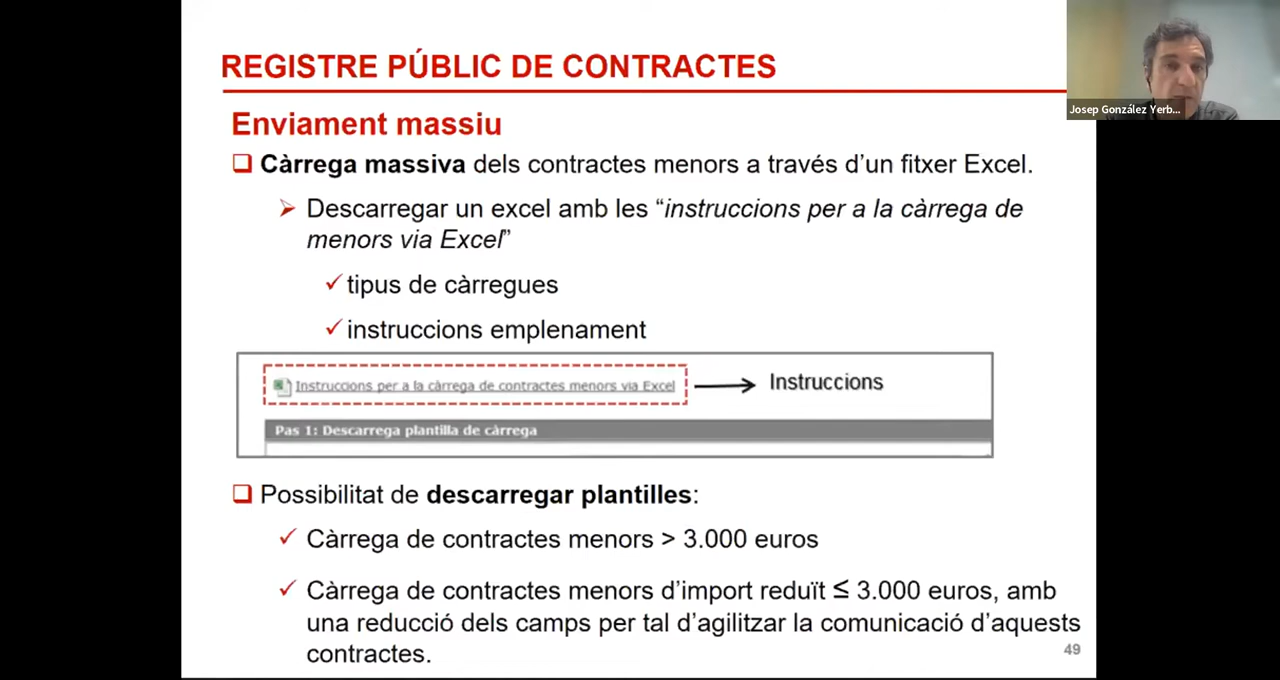 REGISTRE PÚBLIC DE CONTRACTES
Josep González Yerb...
Enviament massiu
Càrrega massiva dels contractes menors a través d’un fitxer Excel.
Descarregar un excel amb les “instruccions per a la càrrega de
menors via Excel”
tipus de càrregues
instruccions emplenament
Instruccions per a la càrrega de contractes menors via Excel
Instruccions
Pas 1: Descarrega plantilla de càrrega
Possibilitat de descarregar plantilles:
Càrrega de contractes menors > 3.000 euros
Càrrega de contractes menors d’import reduït ≤ 3.000 euros, amb
una reducció dels camps per tal d’agilitzar la comunicació d’aquests
contractes.
49